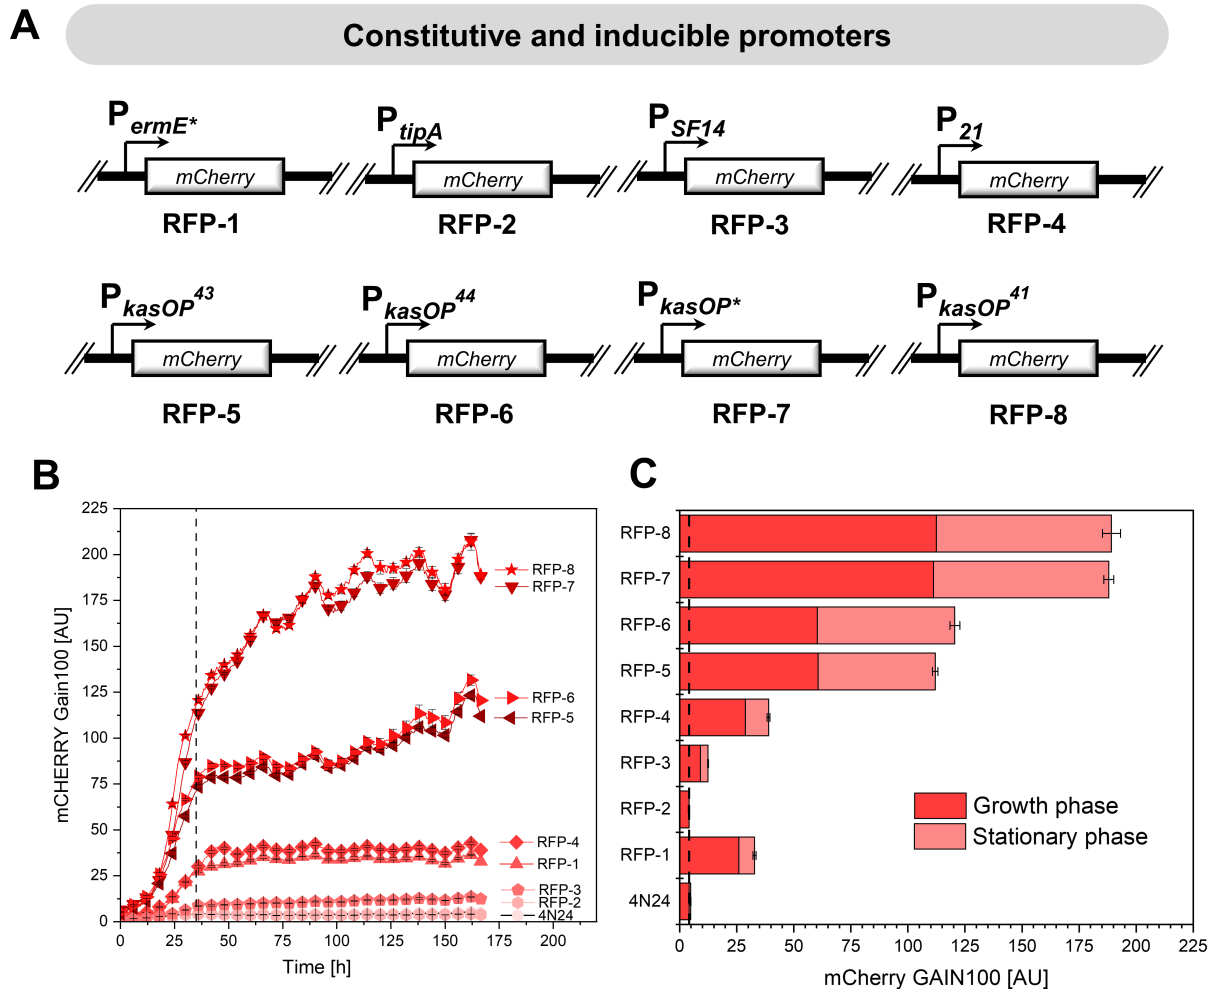 A
Constitutive and inducible promoters
PermE*
PtipA
PSF14
P21
mCherry
mCherry
mCherry
mCherry
RFP-1
RFP-2
RFP-3
RFP-4
PkasOP43
PkasOP44
PkasOP*
PkasOP41
mCherry
mCherry
mCherry
mCherry
RFP-5
RFP-6
RFP-7
RFP-8
B
mCHERRY Gain100 [AU]
225
200
175
150
125
100
75
50
25
0
RFP-8
RFP-7
RFP-6
RFP-5
RFP-4
RFP-1
RFP-3
RFP-2
4N24
0 25 50 75 100 125 150 175 200
Time [h]
C
RFP-8
RFP-7
RFP-6
RFP-5
RFP-4
RFP-3
RFP-2
RFP-1
4N24
Growth phase
Stationary phase
0 25 50 75 100 125 150 175 200 225
mCherry GAIN100 [AU]